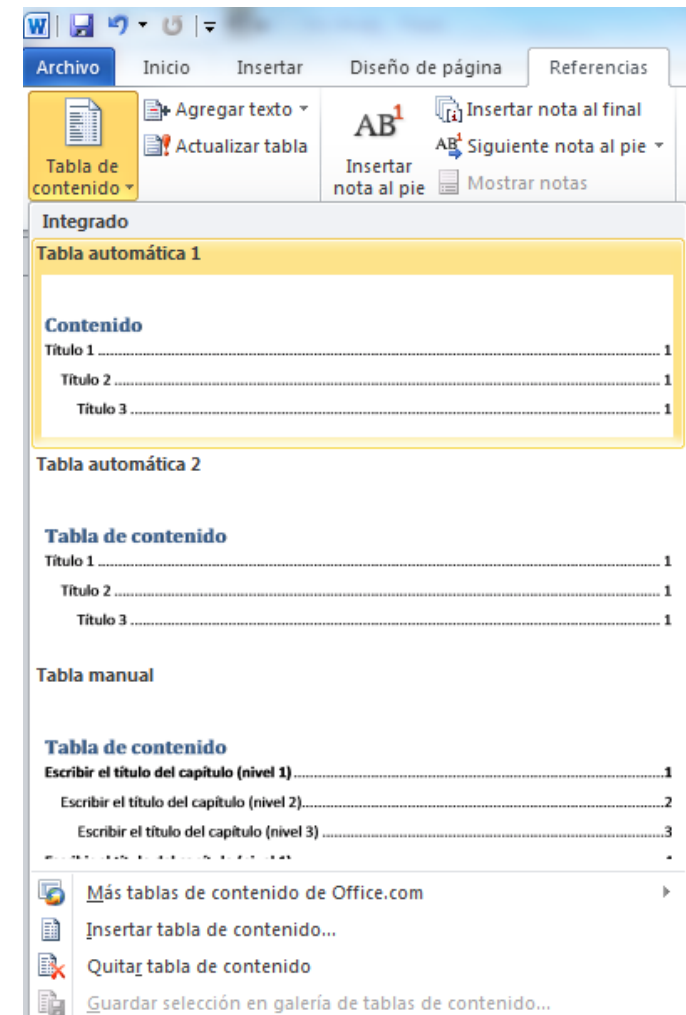 W
Archivo Inicio Insertar Diseño de página Referencias
Tabla de contenido
Agregar texto
Actualizar tabla
AB1
Insertar nota al pie
Insertar nota al final
AB1 Siguiente nota al pie
Mostrar notas
Integrado
Tabla automática 1
Contenido
Título 1 ........ 1
Título 2 ........ 1
Título 3 ........ 1
Tabla automática 2
Tabla de contenido
Título 1 ........ 1
Título 2 ........ 1
Título 3 ........ 1
Tabla manual
Tabla de contenido
Escribir el título del capítulo (nivel 1) ........ 1
Escribir el título del capítulo (nivel 2) ........ 2
Escribir el título del capítulo (nivel 3) ........ 3
Más tablas de contenido de Office.com
Insertar tabla de contenido...
Quitar tabla de contenido
Guardar selección en galería de tablas de contenido...